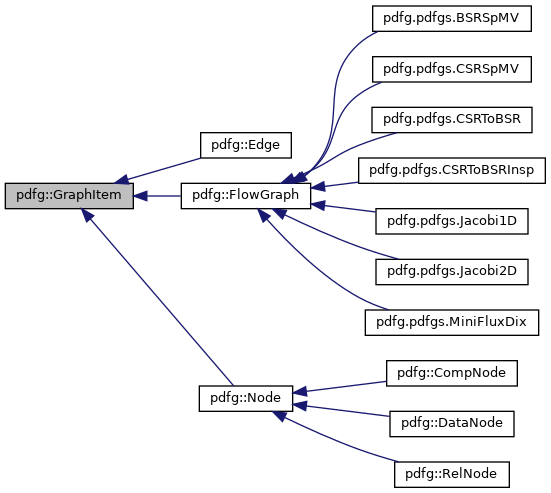 pdfg.pdfgs.BSRSpMV
pdfg.pdfgs.CSRSpMV
pdfg.pdfgs.CSRToBSR
pdfg::Edge
pdfg.pdfgs.CSRToBSRInsp
pdfg::GraphItem
pdfg::FlowGraph
pdfg.pdfgs.Jacobi1D
pdfg.pdfgs.Jacobi2D
pdfg.pdfgs.MiniFluxDix
pdfg::CompNode
pdfg::Node
pdfg::DataNode
pdfg::RelNode